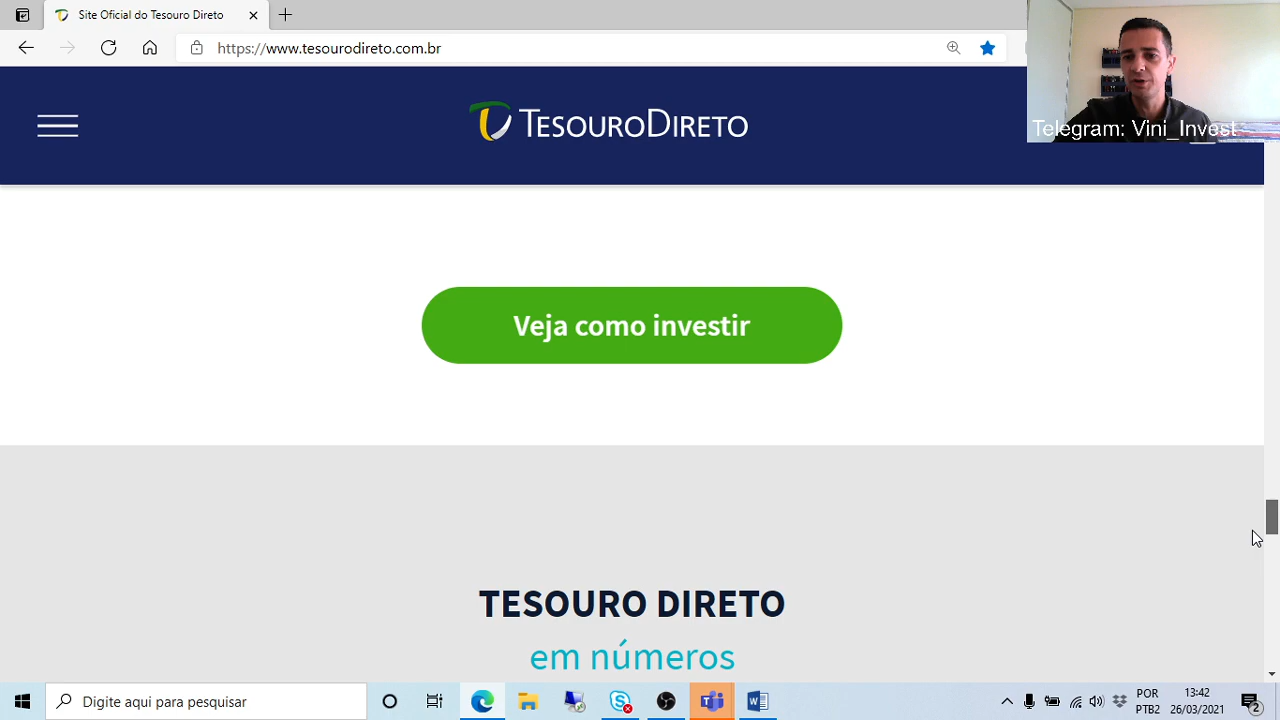 Site Oficial do Tesouro Direto
https://www.tesourodireto.com.br
TESOURODIRETO
Telegram: Vini_Invest
Veja como investir
TESOURO DIRETO
em números
Digite aqui para pesquisar
POR
PTB2
13:42
26/03/2021
2